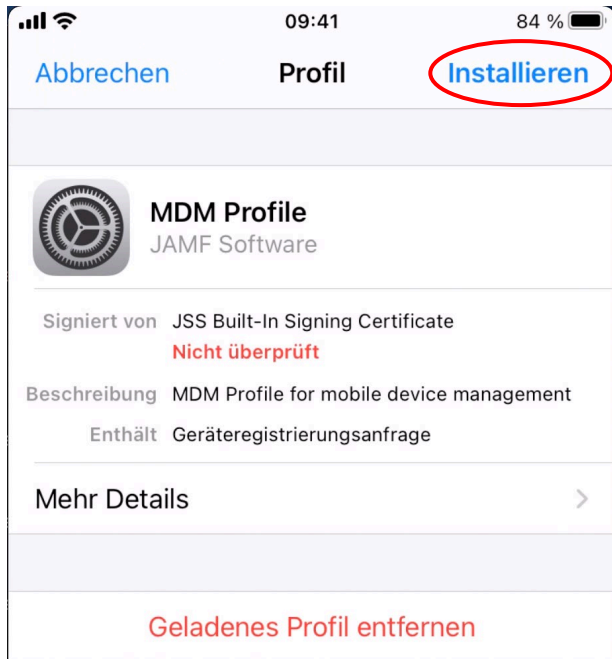 09:41
84 %
Abbrechen
Profil
Installieren
MDM Profile
JAMF Software
Signiert von JSS Built-In Signing Certificate
Nicht überprüft
Beschreibung MDM Profile for mobile device management
Enthält Geräteregistrierungsanfrage
Mehr Details
Geladenes Profil entfernen